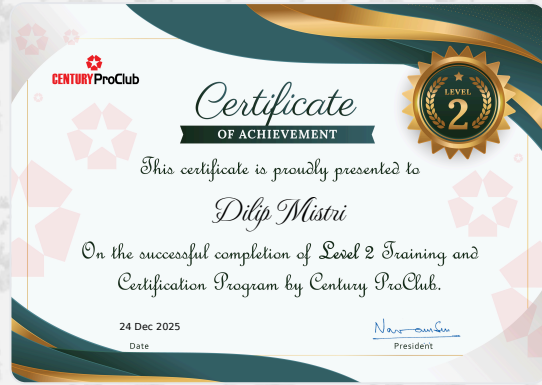 CENTURY ProClub
LEVEL
2
Certificate
OF ACHIEVEMENT
This certificate is proudly presented to
Dilip Mistri
On the successful completion of Level 2 Training and
Certification Program by Century ProClub.
24 Dec 2025
Date
President